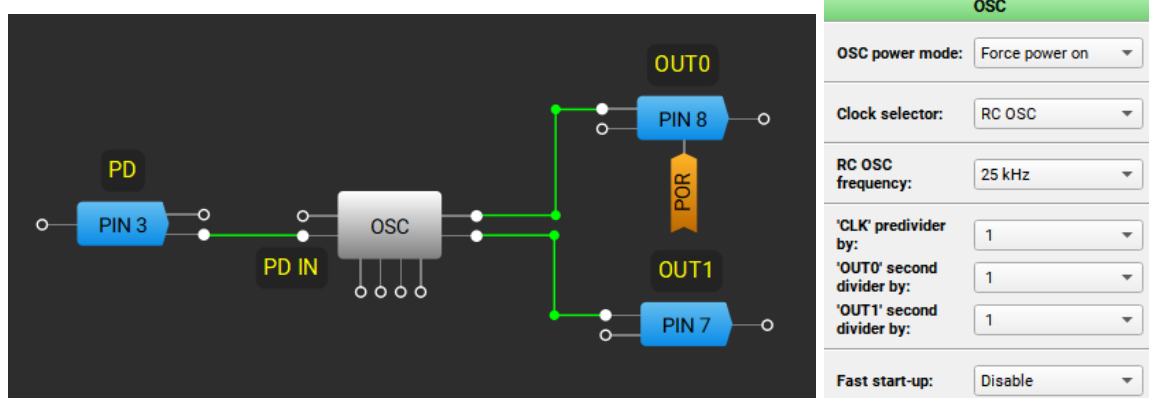 OUT0
PIN 8
PD
POR
PIN 3
OSC
PD IN
OUT1
PIN 7
OSC
OSC power mode: Force power on
Clock selector: RC OSC
RC OSC
frequency: 25 kHz
'CLK' predivider
by: 1
'OUT0' second
divider by: 1
'OUT1' second
divider by: 1
Fast start-up: Disable